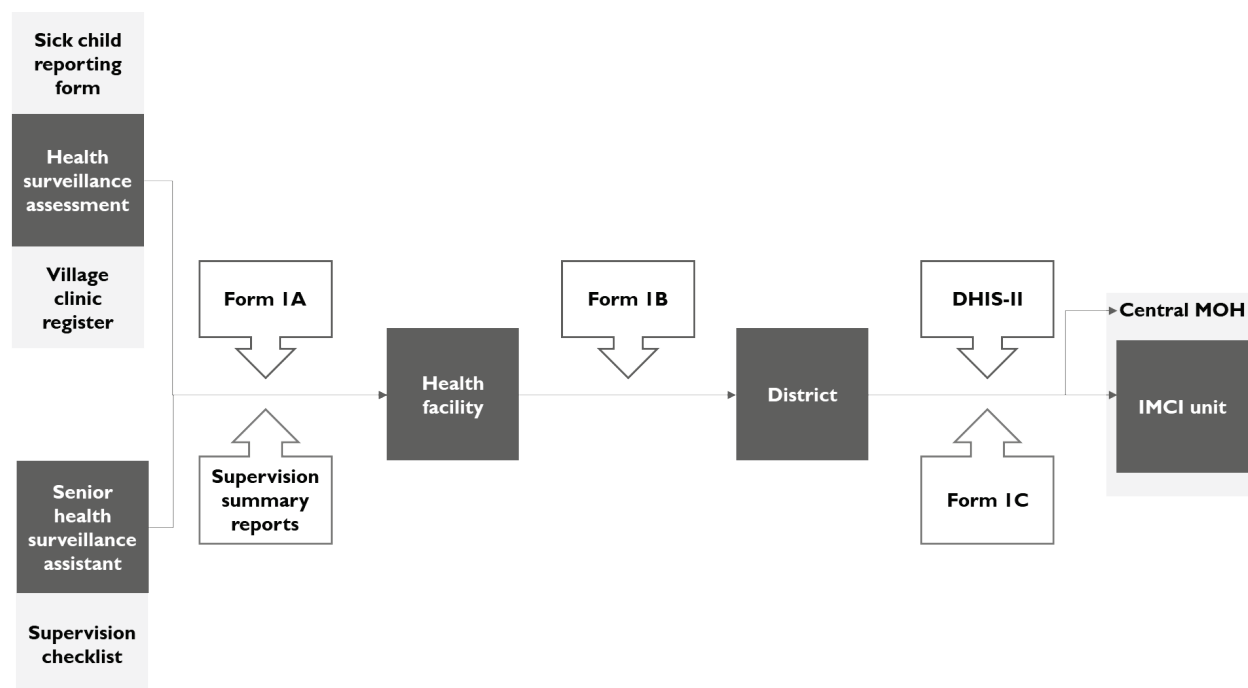 Sick child
reporting
form
Health
surveillance
assessment
Village
clinic
register
Form 1A
Form 1B
DHIS-II
Central MOH
Health
facility
District
IMCI unit
Supervision
summary
reports
Form 1C
Senior
health
surveillance
assistant
Supervision
checklist